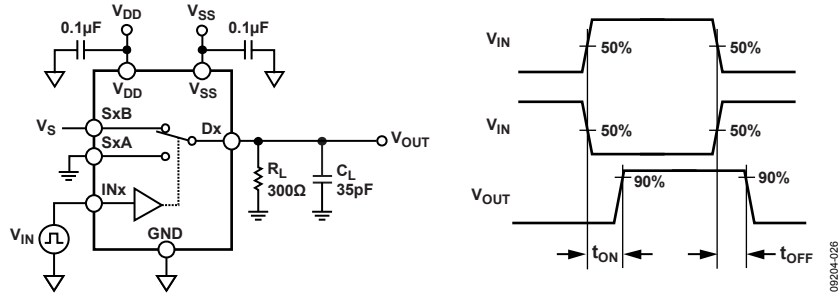 VDD
VSS
0.1µF
0.1µF
VDD
VSS
SxB
VS
Dx
VOUT
SxA
RL
300Ω
CL
35pF
INx
VIN
GND
VIN
50%
50%
VIN
50%
50%
VOUT
90%
90%
tON
tOFF
09204-026